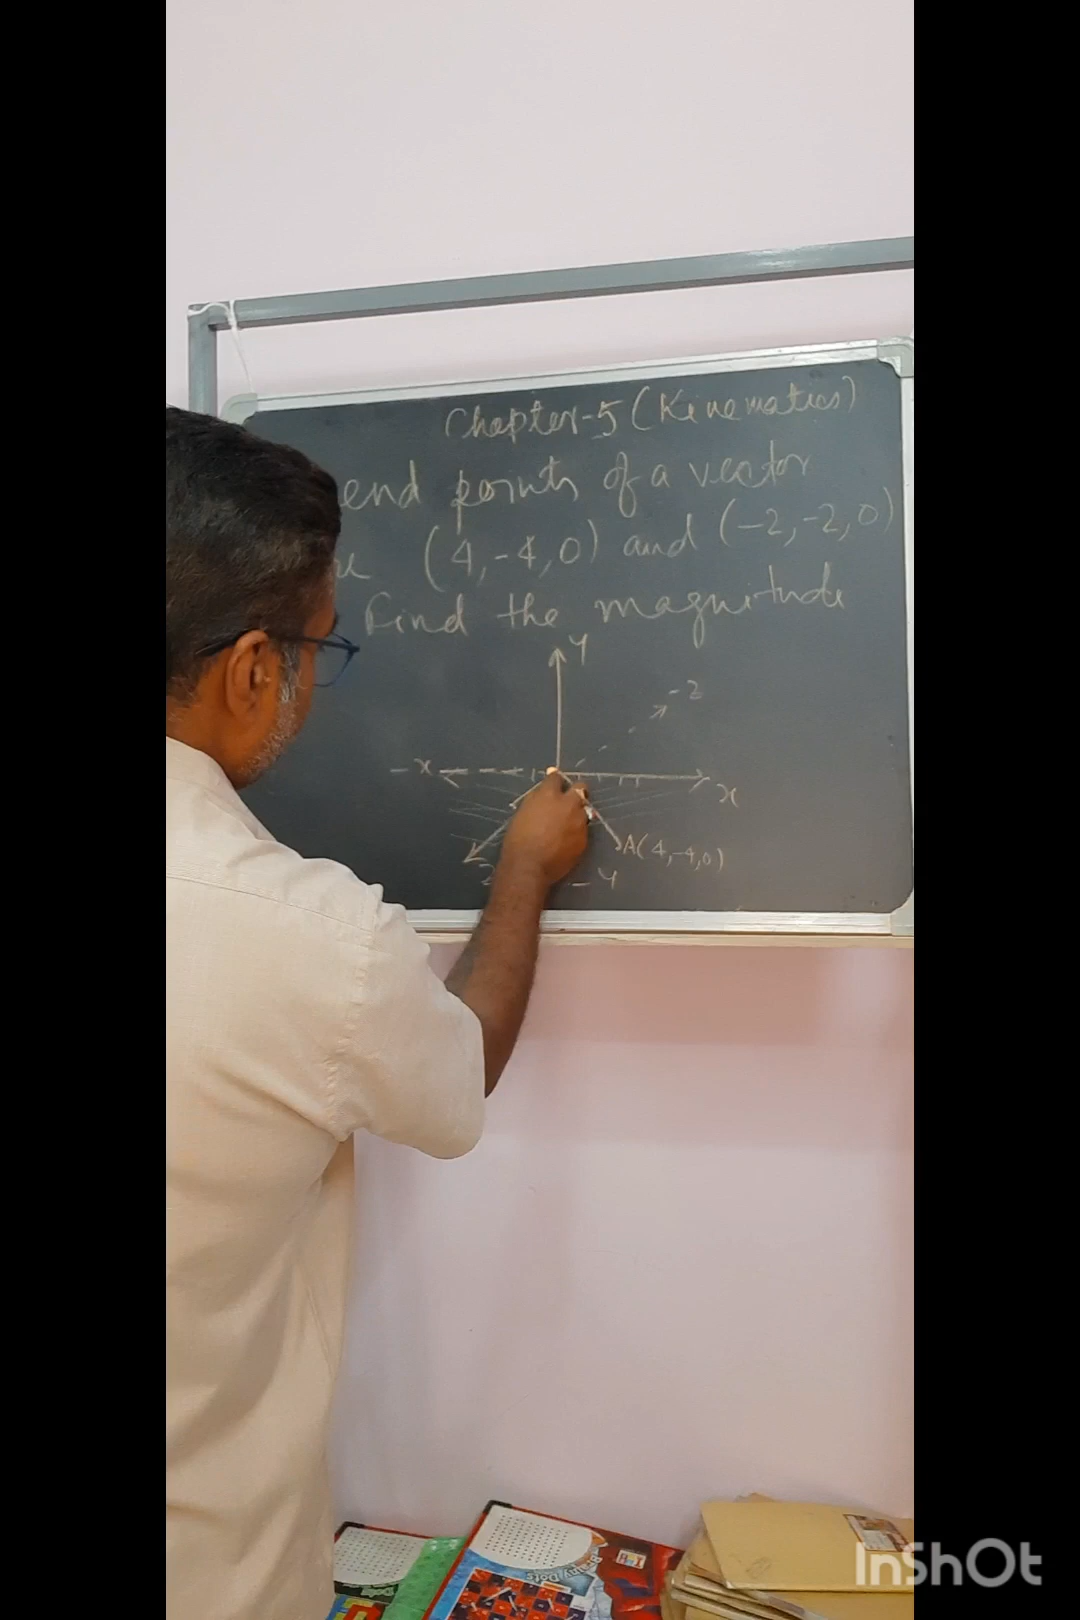 Chapter-5 (Kinematics)
end points of a vector
(4,-4,0) and (-2,-2,0)
Find the magnitude
Y
-z
-x
x
A(4,-4,0)
-Y
InShOt